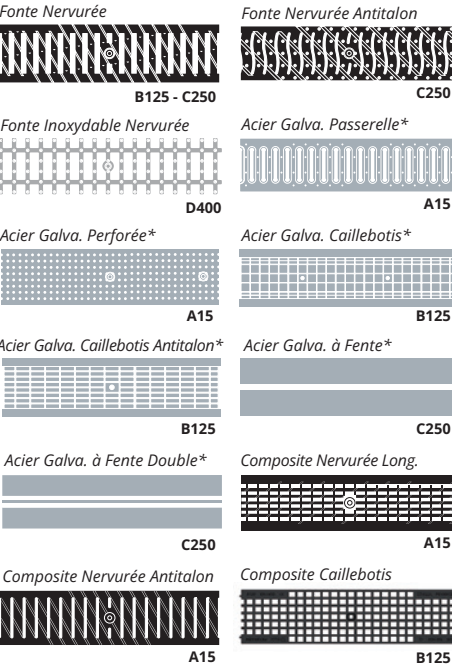 Fonte Nervurée
B125 - C250
Fonte Nervurée Antitalon
C250
Fonte Inoxydable Nervurée
D400
Acier Galva. Passerelle*
A15
Acier Galva. Perforée*
A15
Acier Galva. Caillebotis*
B125
Acier Galva. Caillebotis Antitalon*
B125
Acier Galva. à Fente*
C250
Acier Galva. à Fente Double*
C250
Composite Nervurée Long.
A15
Composite Nervurée Antitalon
A15
Composite Caillebotis
B125